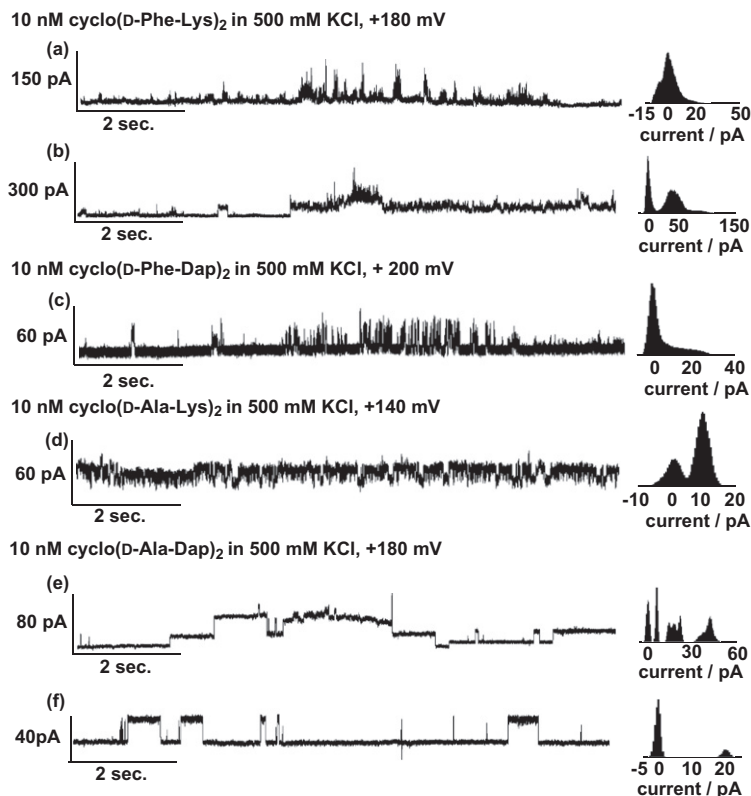 10 nM cyclo(D-Phe-Lys)2 in 500 mM KCl, +180 mV
(a)
150 pA
2 sec.
-15 0 20 50
current / pA
(b)
300 pA
2 sec.
0 50 150
current / pA
10 nM cyclo(D-Phe-Dap)2 in 500 mM KCl, + 200 mV
(c)
60 pA
2 sec.
0 20 40
current / pA
10 nM cyclo(D-Ala-Lys)2 in 500 mM KCl, +140 mV
(d)
60 pA
2 sec.
-10 0 10 20
current / pA
10 nM cyclo(D-Ala-Dap)2 in 500 mM KCl, +180 mV
(e)
80 pA
2 sec.
0 30 60
current / pA
(f)
40pA
2 sec.
-5 0 10 20
current / pA